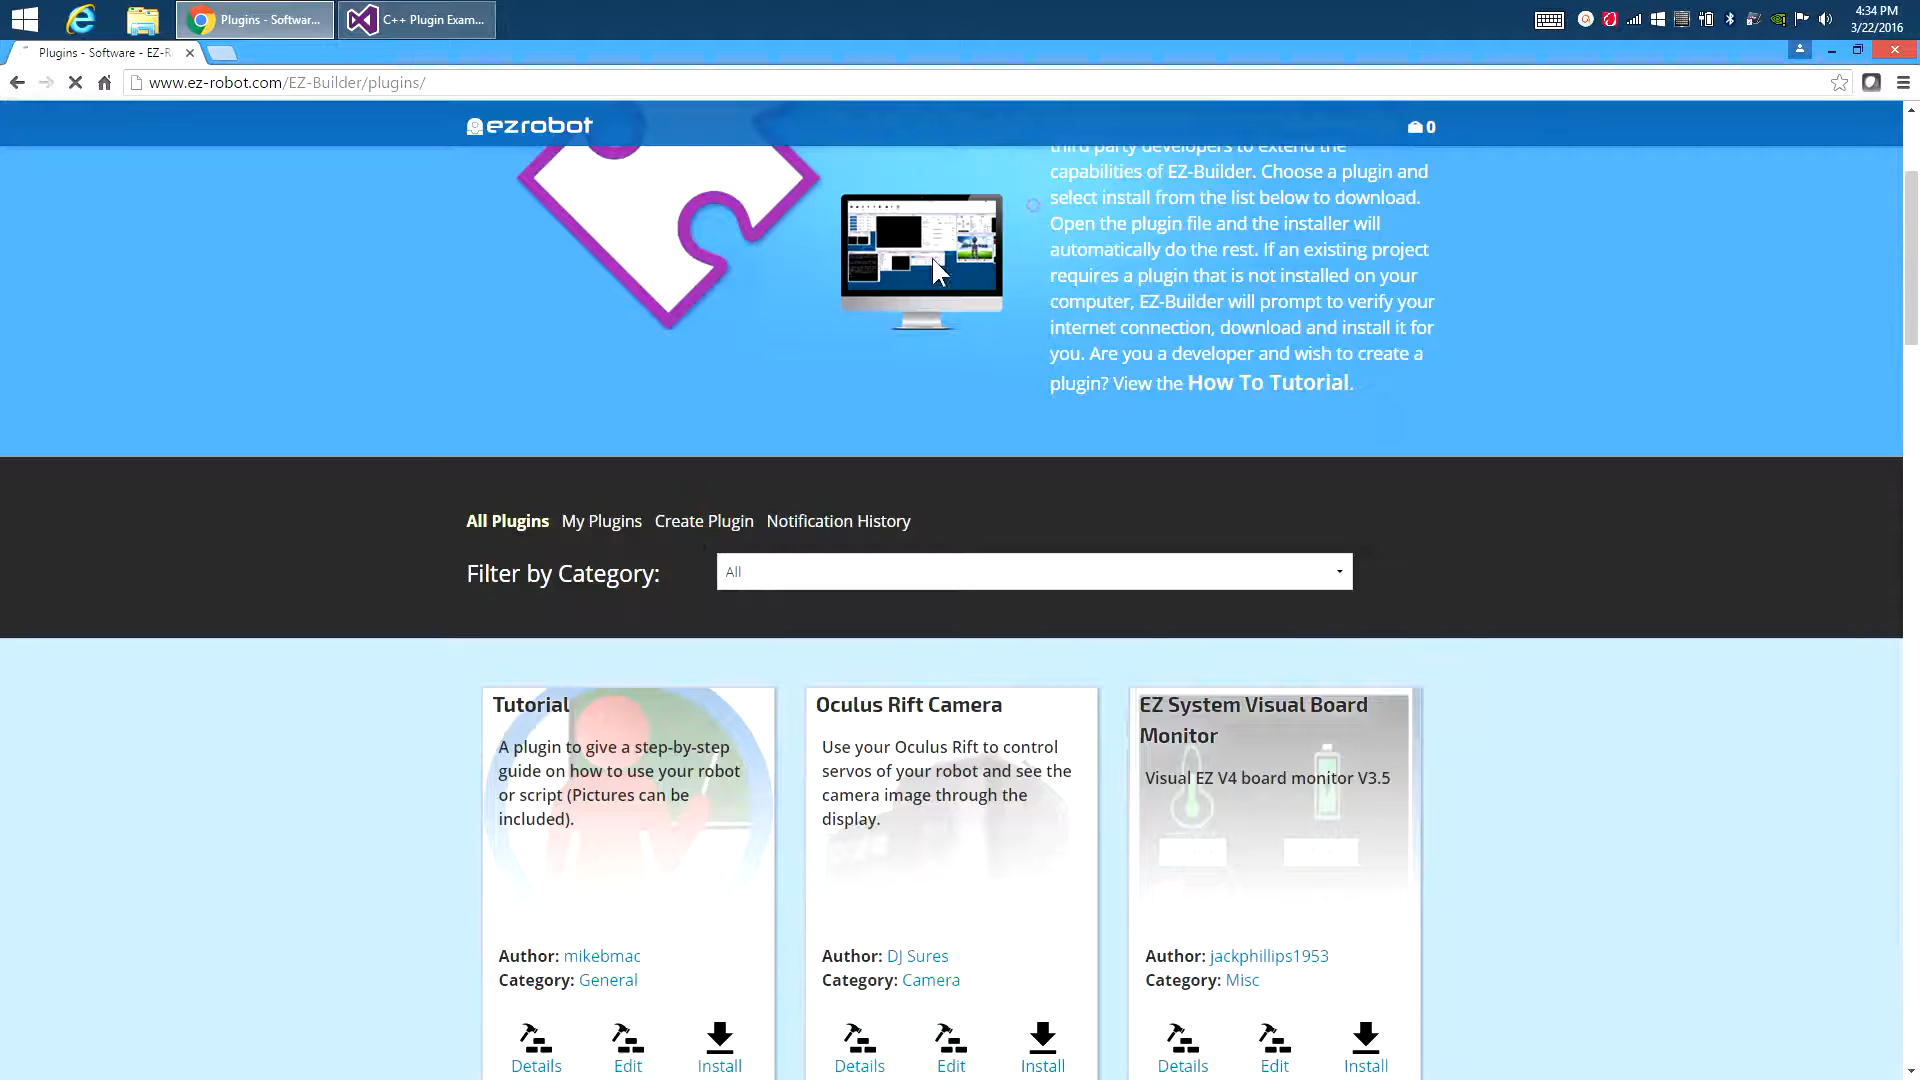 Plugins - Softwar...
C++ Plugin Exam...
4:34 PM
3/22/2016
Plugins - Software - EZ-R
www.ez-robot.com/EZ-Builder/plugins/
ezrobot
0
third party developers to extend the
capabilities of EZ-Builder. Choose a plugin and
select install from the list below to download.
Open the plugin file and the installer will
automatically do the rest. If an existing project
requires a plugin that is not installed on your
computer, EZ-Builder will prompt to verify your
internet connection, download and install it for
you. Are you a developer and wish to create a
plugin? View the How To Tutorial.
All Plugins My Plugins Create Plugin Notification History
Filter by Category:
All
Tutorial
A plugin to give a step-by-step
guide on how to use your robot
or script (Pictures can be
included).
Author: mikebmac
Category: General
Details Edit Install
Oculus Rift Camera
Use your Oculus Rift to control
servos of your robot and see the
camera image through the
display.
Author: DJ Sures
Category: Camera
Details Edit Install
EZ System Visual Board
Monitor
Visual EZ V4 board monitor V3.5
Author: jackphillips1953
Category: Misc
Details Edit Install